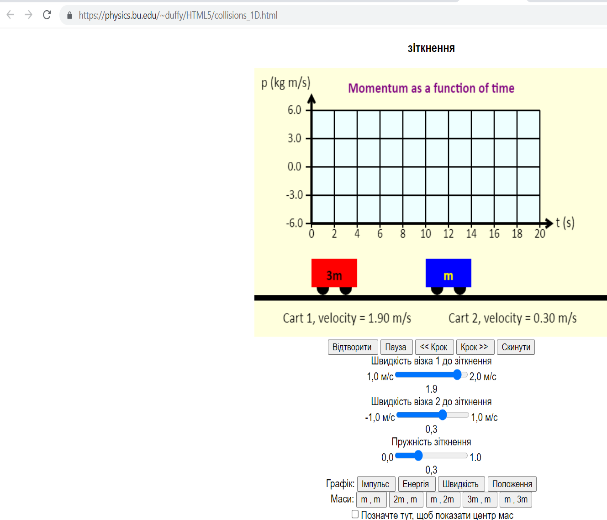 https://physics.bu.edu/~duffy/HTML5/collisions_1D.html
зіткнення
p (kg m/s)
Momentum as a function of time
6.0
3.0
0.0
-3.0
-6.0
0 2 4 6 8 10 12 14 16 18 20
t (s)
3m m
Cart 1, velocity = 1.90 m/s Cart 2, velocity = 0.30 m/s
Відтворити Пауза << Крок Крок >> Скинути
Швидкість візка 1 до зіткнення
1,0 м/с 2,0 м/с
1.9
Швидкість візка 2 до зіткнення
-1,0 м/с 1,0 м/с
0,3
Пружність зіткнення
0,0 1.0
0,3
Графік: Імпульс Енергія Швидкість Положення
Маси: m , m 2m , m m , 2m 3m , m m , 3m
Позначте тут, щоб показати центр мас